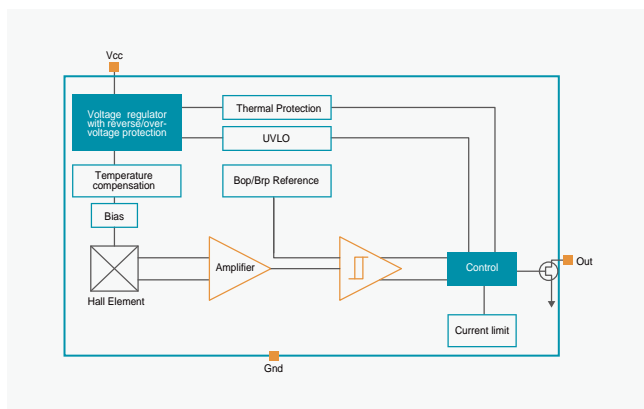 Vcc
Voltage regulator
with reverse/over-
voltage protection
Thermal Protection
UVLO
Temperature
compensation
Bop/Brp Reference
Bias
Amplifier
Control
Out
Hall Element
Current limit
Gnd